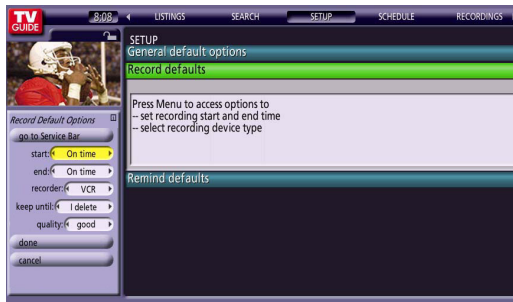 TV GUIDE
8:08
LISTINGS SEARCH SETUP SCHEDULE RECORDINGS
SETUP
General default options
Record defaults
Press Menu to access options to
-- set recording start and end time
-- select recording device type
Remind defaults
Record Default Options
go to Service Bar
start: On time
end: On time
recorder: VCR
keep until: I delete
quality: good
done
cancel